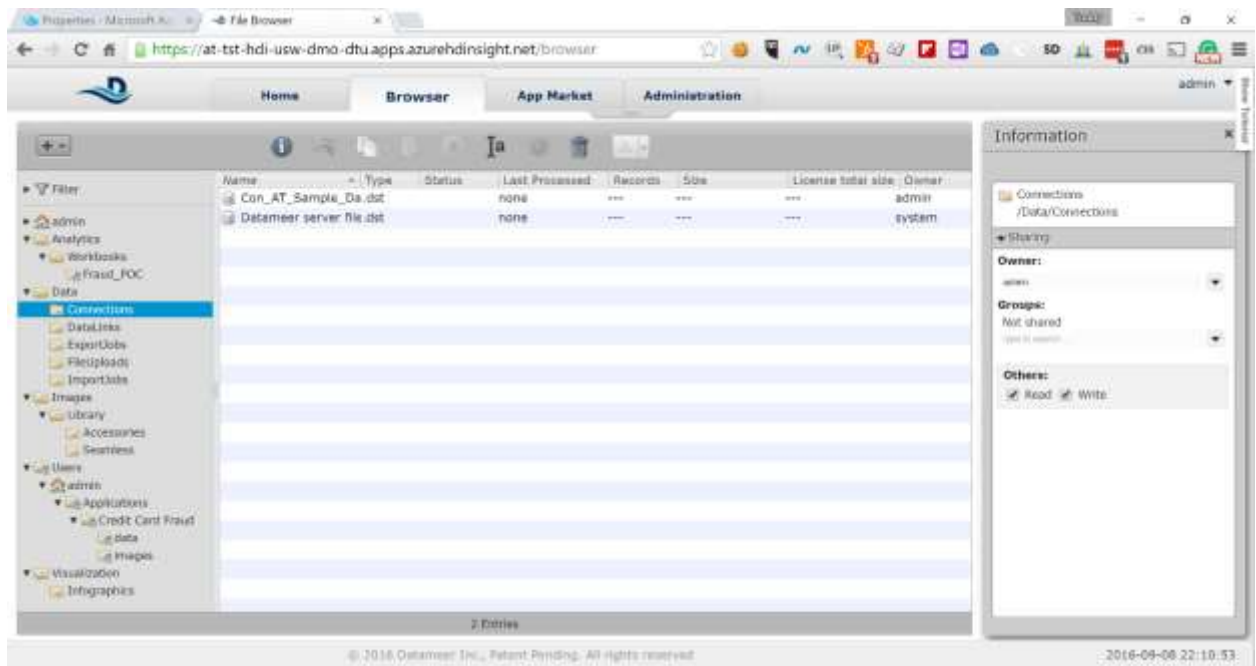 File Browser
https://at-tst-hdi-usw-dmo-dtu.apps.azurehdinsight.net/browser
Home
Browser
App Market
Administration
admin
Information
Filter
admin
Analytics
Workbooks
Fraud_POC
Data
Connections
DataLinks
ExportJobs
FileUploads
ImportJobs
Images
Library
Accessories
Seamless
Users
admin
Applications
Credit Card Fraud
data
images
Visualization
Infographics
Name Type Status Last Processed Records Size License total size Owner
Con_AT_Sample_Da.dst none --- --- --- admin
Datameer server file.dst none --- --- --- system
2 Entries
Connections
/Data/Connections
Sharing
Owner:
admin
Groups:
Not shared
Others:
Read Write
© 2016 Datameer Inc., Patent Pending. All rights reserved
2016-09-08 22:10:53